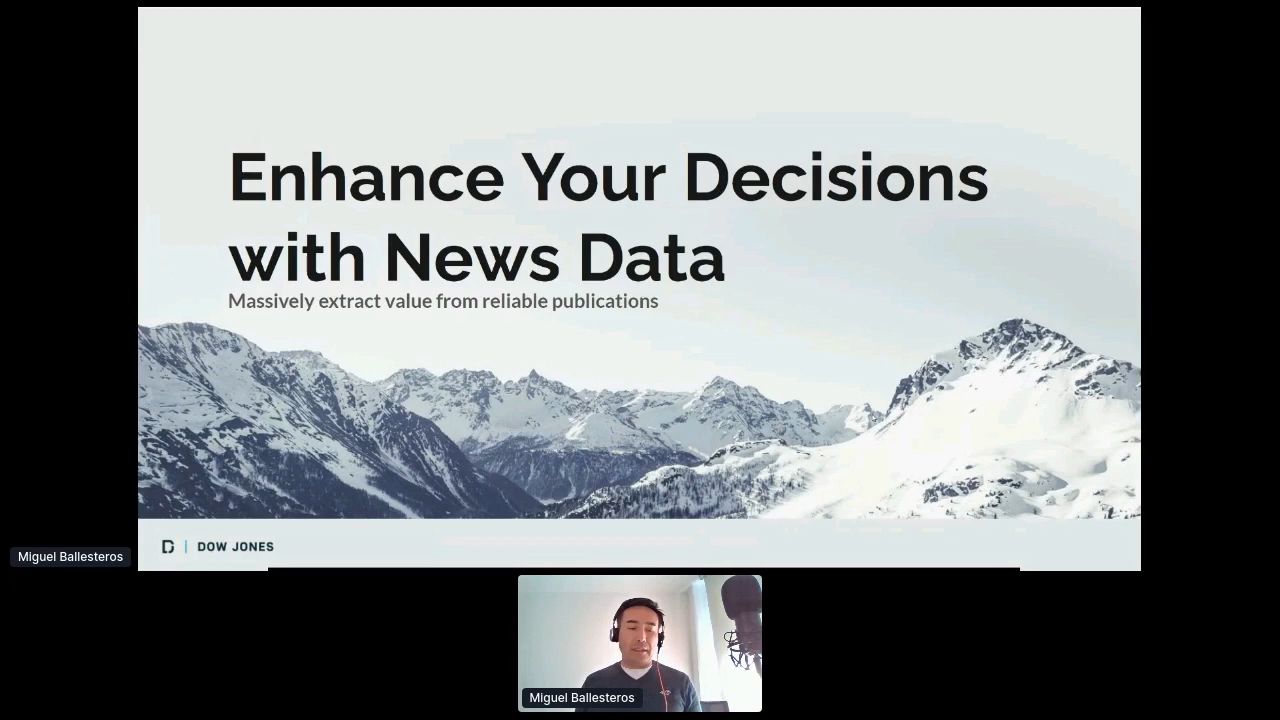 Enhance Your Decisions
with News Data
Massively extract value from reliable publications
DOW JONES
Miguel Ballesteros
Miguel Ballesteros